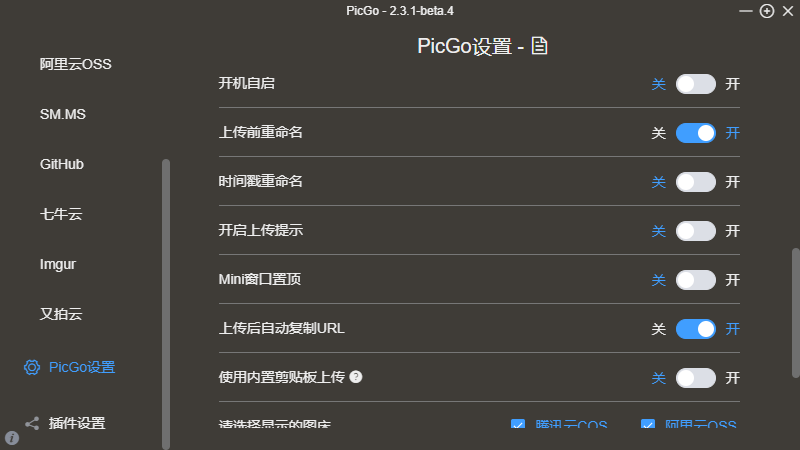 PicGo - 2.3.1-beta.4
PicGo设置 -
阿里云OSS
SM.MS
GitHub
七牛云
Imgur
又拍云
PicGo设置
插件设置
开机自启 关 开
上传前重命名 关 开
时间戳重命名 关 开
开启上传提示 关 开
Mini窗口置顶 关 开
上传后自动复制URL 关 开
使用内置剪贴板上传 ? 关 开
请选择显示的图床 腾讯云COS 阿里云OSS